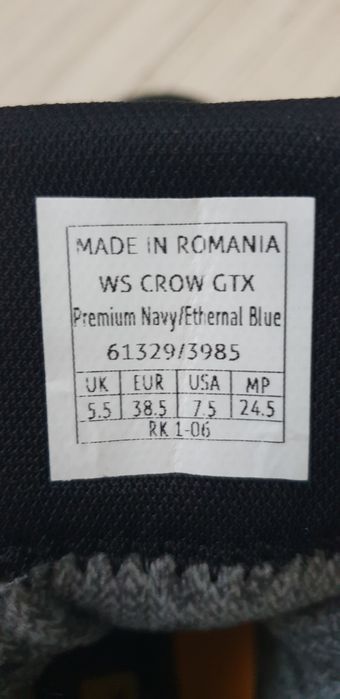 MADE IN ROMANIA
WS CROW GTX
Premium Navy/Ethernal Blue
61329/3985
UK EUR USA MP
5.5 38.5 7.5 24.5
RK 1-06